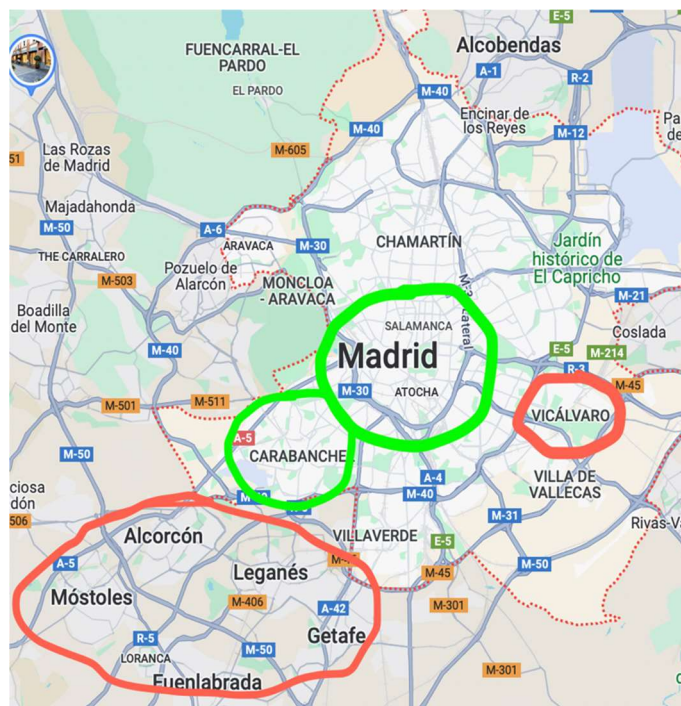 E-5
FUENCARRAL-EL
PARDO
Alcobendas
EL PARDO
A-1
R-2
M-40
Encinar de
los Reyes
M-12
M-40
Las Rozas
de Madrid
M-605
51
Majadahonda
M-50
A-6
ARAVACA
M-30
CHAMARTÍN
THE CARRALERO
M-503
Pozuelo de
Alarcón
MONCLOA
- ARAVACA
Jardín
histórico de
El Capricho
M-21
Boadilla
del Monte
SALAMANCA
Lateral
Coslada
M-40
Madrid
E-5
M-214
R-3
M-45
M-30
ATOCHA
M-501
M-511
VICÁLVARO
A-5
CARABANCHEL
M-50
A-4
M-40
VILLA DE
VALLECAS
506
Alcorcón
VILLAVERDE
M-31
E-5
A-5
Leganés
M-45
M-50
Móstoles
M-406
A-42
M-301
R-5
Getafe
LORANCA
M-50
Fuenlabrada
M-301